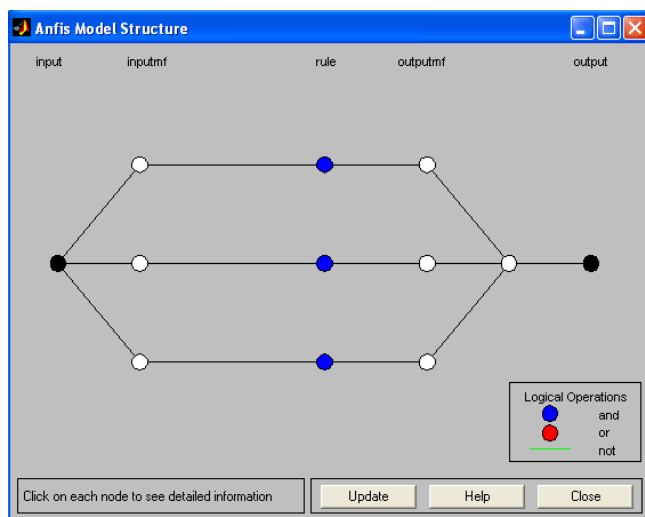 Anfis Model Structure
input inputmf rule outputmf output
Logical Operations
and
or
not
Click on each node to see detailed information
Update Help Close